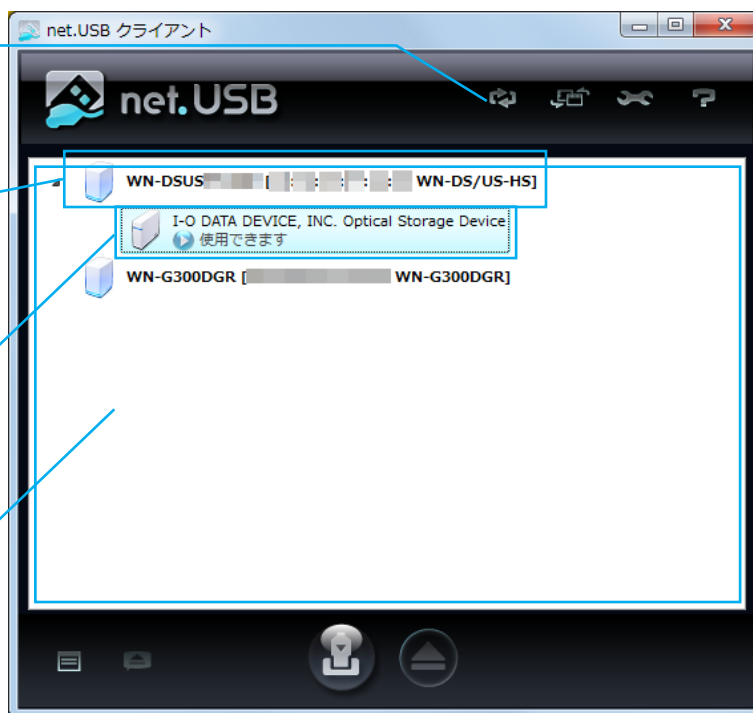 net.USB クライアント
net.USB
WN-DSUS [ : : : : : WN-DS/US-HS]
I-O DATA DEVICE, INC. Optical Storage Device
使用できます
WN-G300DGR [ WN-G300DGR]